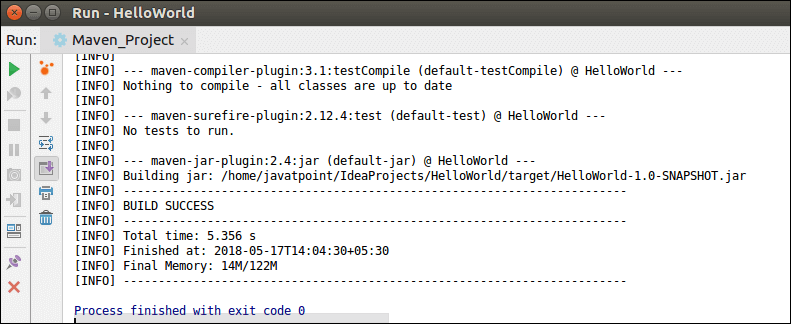 Run - HelloWorld
Run: Maven_Project
[INFO]
[INFO] --- maven-compiler-plugin:3.1:testCompile (default-testCompile) @ HelloWorld ---
[INFO] Nothing to compile - all classes are up to date
[INFO]
[INFO] --- maven-surefire-plugin:2.12.4:test (default-test) @ HelloWorld ---
[INFO] No tests to run.
[INFO]
[INFO] --- maven-jar-plugin:2.4:jar (default-jar) @ HelloWorld ---
[INFO] Building jar: /home/javatpoint/IdeaProjects/HelloWorld/target/HelloWorld-1.0-SNAPSHOT.jar
[INFO] ------------------------------------------------------------------------
[INFO] BUILD SUCCESS
[INFO] ------------------------------------------------------------------------
[INFO] Total time: 5.356 s
[INFO] Finished at: 2018-05-17T14:04:30+05:30
[INFO] Final Memory: 14M/122M
[INFO] ------------------------------------------------------------------------
Process finished with exit code 0